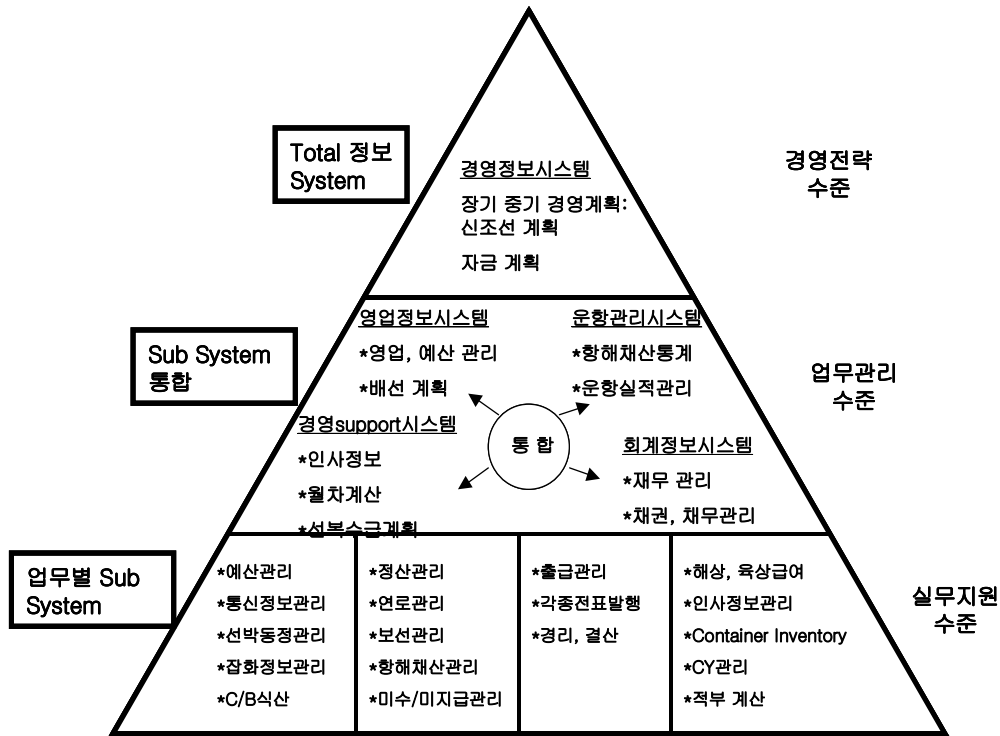 Total 정보
System
경영정보시스템
장기 중기 경영계획:
신조선 계획
자금 계획
경영전략
수준
Sub System
통합
영업정보시스템
*영업, 예산 관리
*배선 계획
운항관리시스템
*항해채산통계
*운항실적관리
통 합
경영support시스템
*인사정보
*월차계산
*선복수급계획
회계정보시스템
*재무 관리
*채권, 채무관리
업무관리
수준
업무별 Sub
System
*예산관리
*통신정보관리
*선박동정관리
*잡화정보관리
*C/B식산
*정산관리
*연로관리
*보선관리
*항해채산관리
*미수/미지급관리
*출급관리
*각종전표발행
*경리, 결산
*해상, 육상급여
*인사정보관리
*Container Inventory
*CY관리
*적부 계산
실무지원
수준